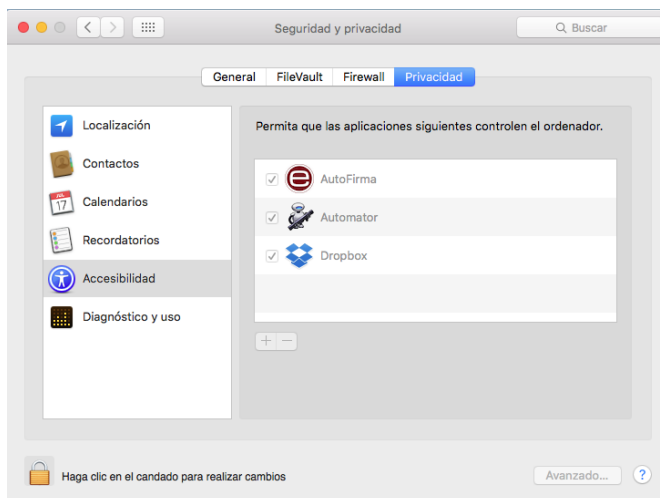 Seguridad y privacidad
Buscar
General FileVault Firewall Privacidad
Localización
Contactos
Calendarios
Recordatorios
Accesibilidad
Diagnóstico y uso
Permita que las aplicaciones siguientes controlen el ordenador.
AutoFirma
Automator
Dropbox
+ −
Haga clic en el candado para realizar cambios
Avanzado... ?
JUL
17